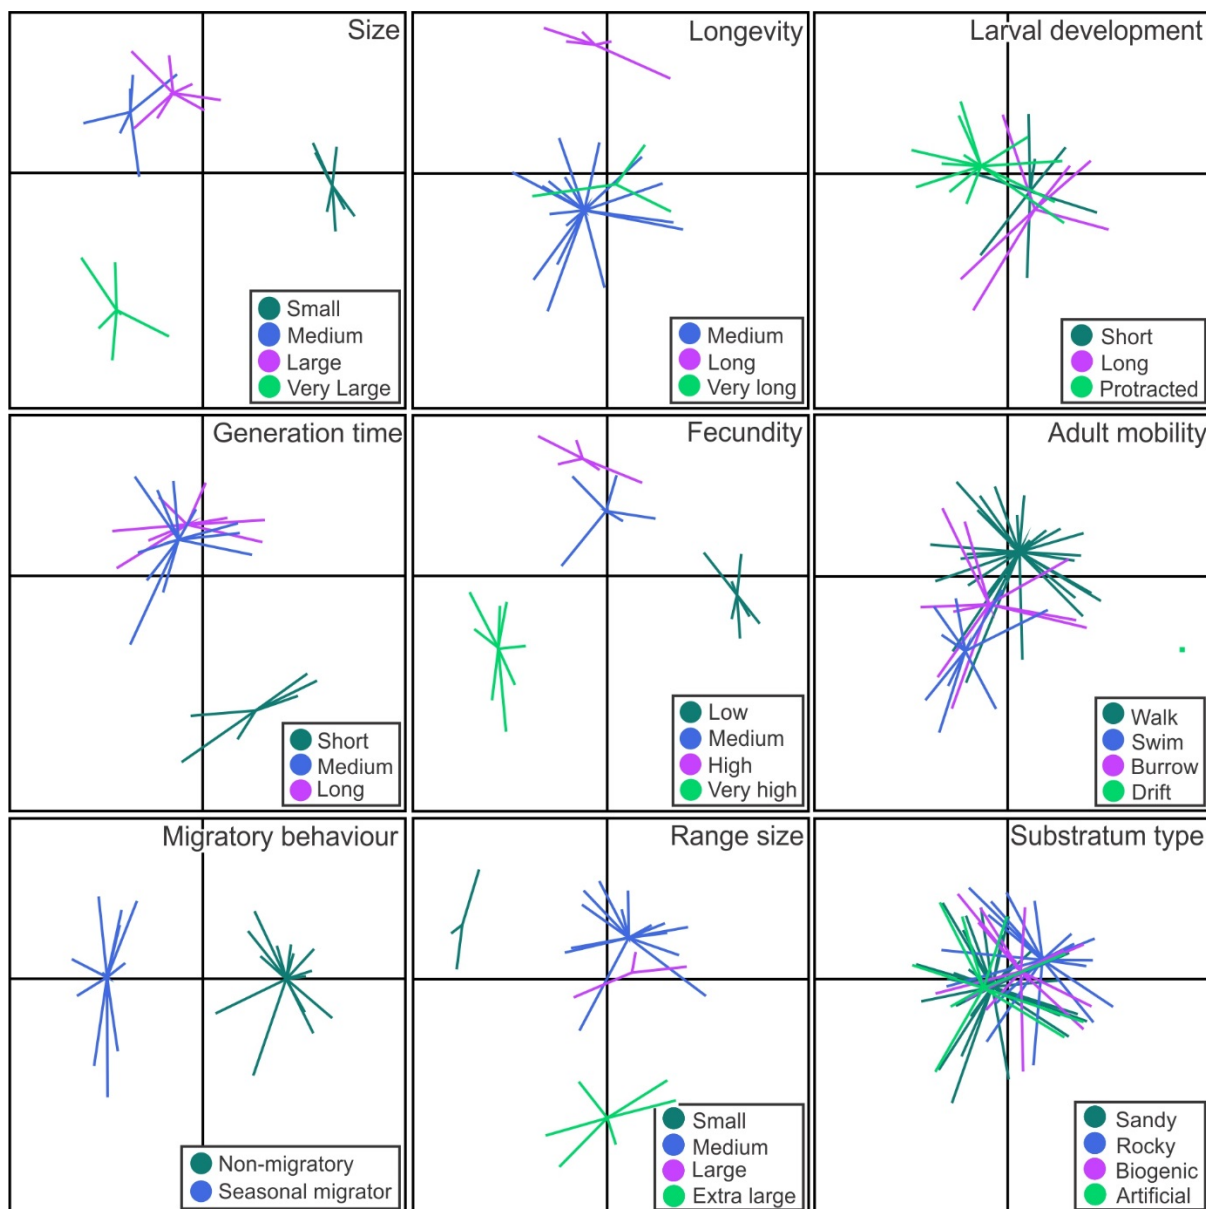 Size
Small
Medium
Large
Very Large
Longevity
Medium
Long
Very long
Larval development
Short
Long
Protracted
Generation time
Short
Medium
Long
Fecundity
Low
Medium
High
Very high
Adult mobility
Walk
Swim
Burrow
Drift
Migratory behaviour
Non-migratory
Seasonal migrator
Range size
Small
Medium
Large
Extra large
Substratum type
Sandy
Rocky
Biogenic
Artificial